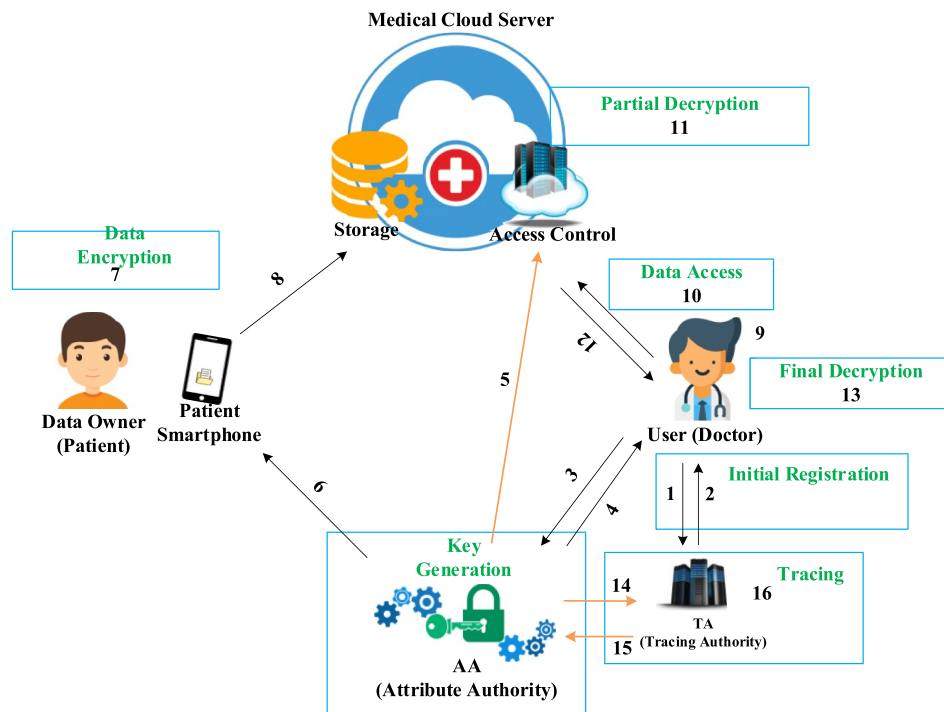 Medical Cloud Server
Partial Decryption
11
Storage
Access Control
Data
Encryption
7
8
Data Access
10
12
9
5
Final Decryption
13
Patient
Smartphone
Data Owner
(Patient)
User (Doctor)
6
3
4
1
2
Initial Registration
Key
Generation
14
15
16
Tracing
TA
(Tracing Authority)
AA
(Attribute Authority)